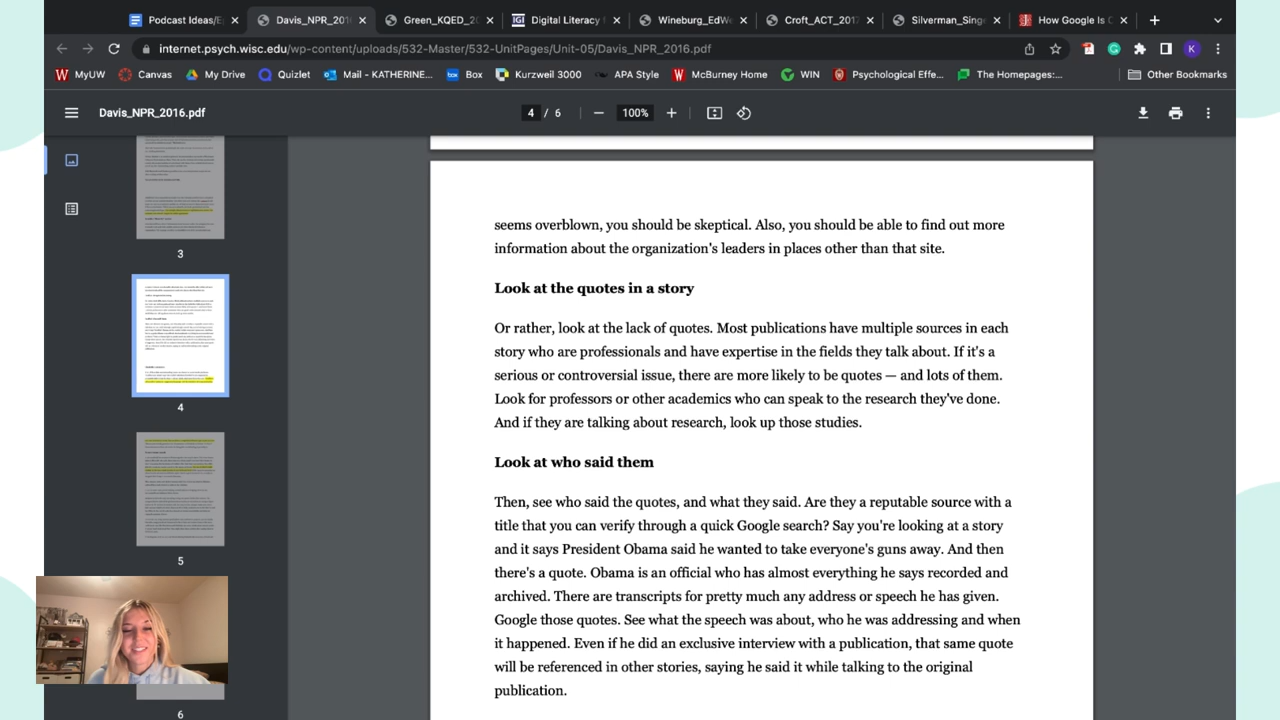 Podcast Ideas/E
Davis_NPR_201
Green_KQED_20
Digital Literacy
Wineburg_EdWe
Croft_ACT_2017
Silverman_Singe
How Google Is C
internet.psych.wisc.edu/wp-content/uploads/532-Master/532-UnitPages/Unit-05/Davis_NPR_2016.pdf
K
MyUW
Canvas
My Drive
Quizlet
Mail - KATHERINE...
Box
Kurzweil 3000
APA Style
McBurney Home
WIN
Psychological Effe...
The Homepages:...
Other Bookmarks
Davis_NPR_2016.pdf
4 / 6
100%
3
4
5
6
seems overblown, you should be skeptical. Also, you should be able to find out more
information about the organization's leaders in places other than that site.
Look at the quotes in a story
Or rather, look at the lack of quotes. Most publications have multiple sources in each
story who are professionals and have expertise in the fields they talk about. If it's a
serious or controversial issue, there are more likely to be quotes — and lots of them.
Look for professors or other academics who can speak to the research they've done.
And if they are talking about research, look up those studies.
Look at who said them
Then, see who said the quotes, and what they said. Are they a reputable source with a
title that you can verify through a quick Google search? Say you're looking at a story
and it says President Obama said he wanted to take everyone's guns away. And then
there's a quote. Obama is an official who has almost everything he says recorded and
archived. There are transcripts for pretty much any address or speech he has given.
Google those quotes. See what the speech was about, who he was addressing and when
it happened. Even if he did an exclusive interview with a publication, that same quote
will be referenced in other stories, saying he said it while talking to the original
publication.